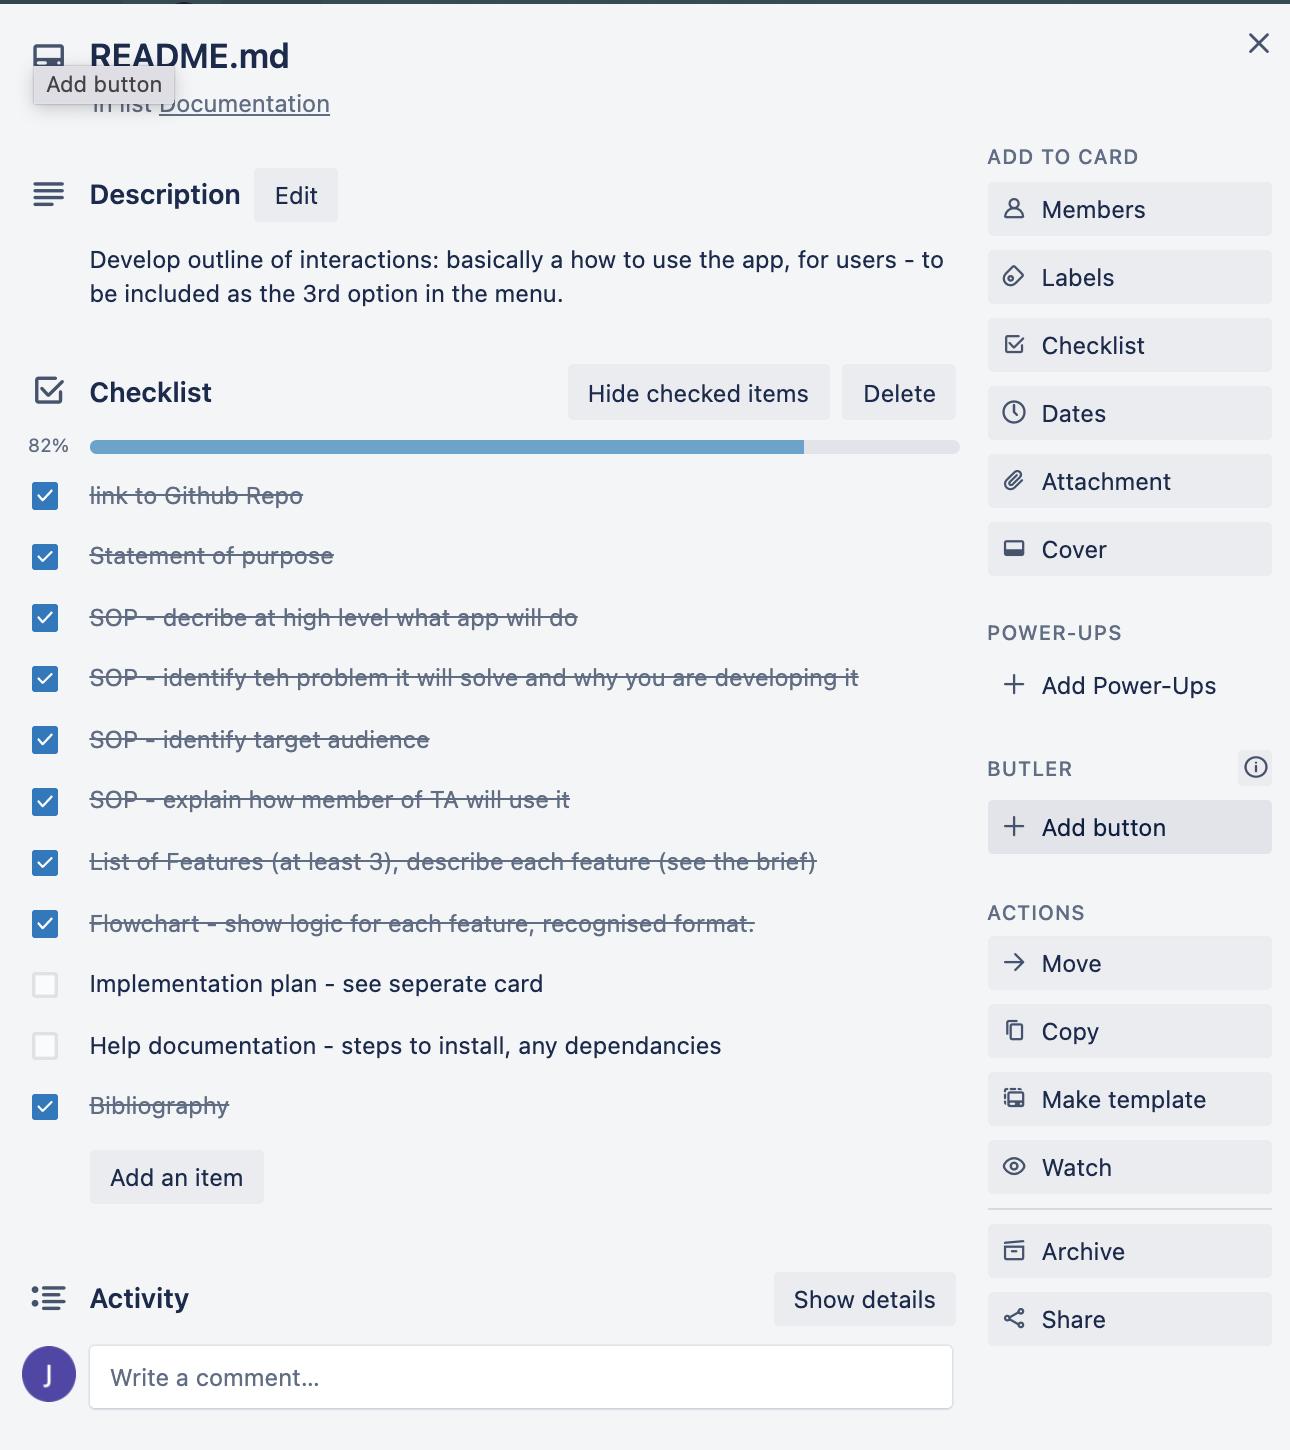 README.md
Add button
in list Documentation
Description
Edit
Develop outline of interactions: basically a how to use the app, for users - to
be included as the 3rd option in the menu.
Checklist
Hide checked items
Delete
82%
link to Github Repo
Statement of purpose
SOP - decribe at high level what app will do
SOP - identify teh problem it will solve and why you are developing it
SOP - identify target audience
SOP - explain how member of TA will use it
List of Features (at least 3), describe each feature (see the brief)
Flowchart - show logic for each feature, recognised format.
Implementation plan - see seperate card
Help documentation - steps to install, any dependancies
Bibliography
Add an item
Activity
Show details
J
Write a comment...
ADD TO CARD
Members
Labels
Checklist
Dates
Attachment
Cover
POWER-UPS
Add Power-Ups
BUTLER
Add button
ACTIONS
Move
Copy
Make template
Watch
Archive
Share